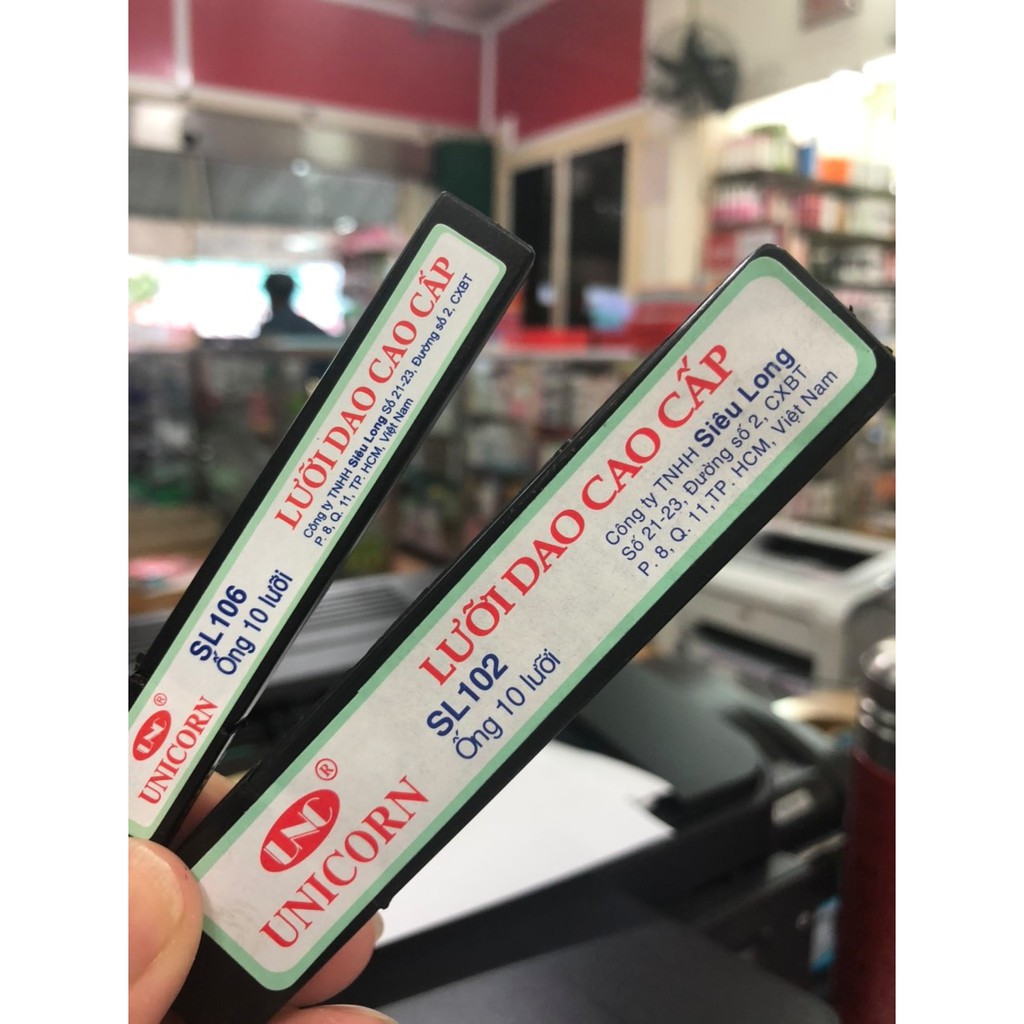 UNC ®
UNICORN
SL106
Ống 10 lưỡi
LƯỠI DAO CAO CẤP
Công ty TNHH Siêu Long Số 21-23, Đường số 2, CXBT
P. 8, Q. 11, TP. HCM, Việt Nam
UNC ®
UNICORN
LƯỠI DAO CAO CẤP
SL102
Ống 10 lưỡi
Công ty TNHH Siêu Long
Số 21-23, Đường số 2, CXBT
P. 8, Q. 11, TP. HCM, Việt Nam